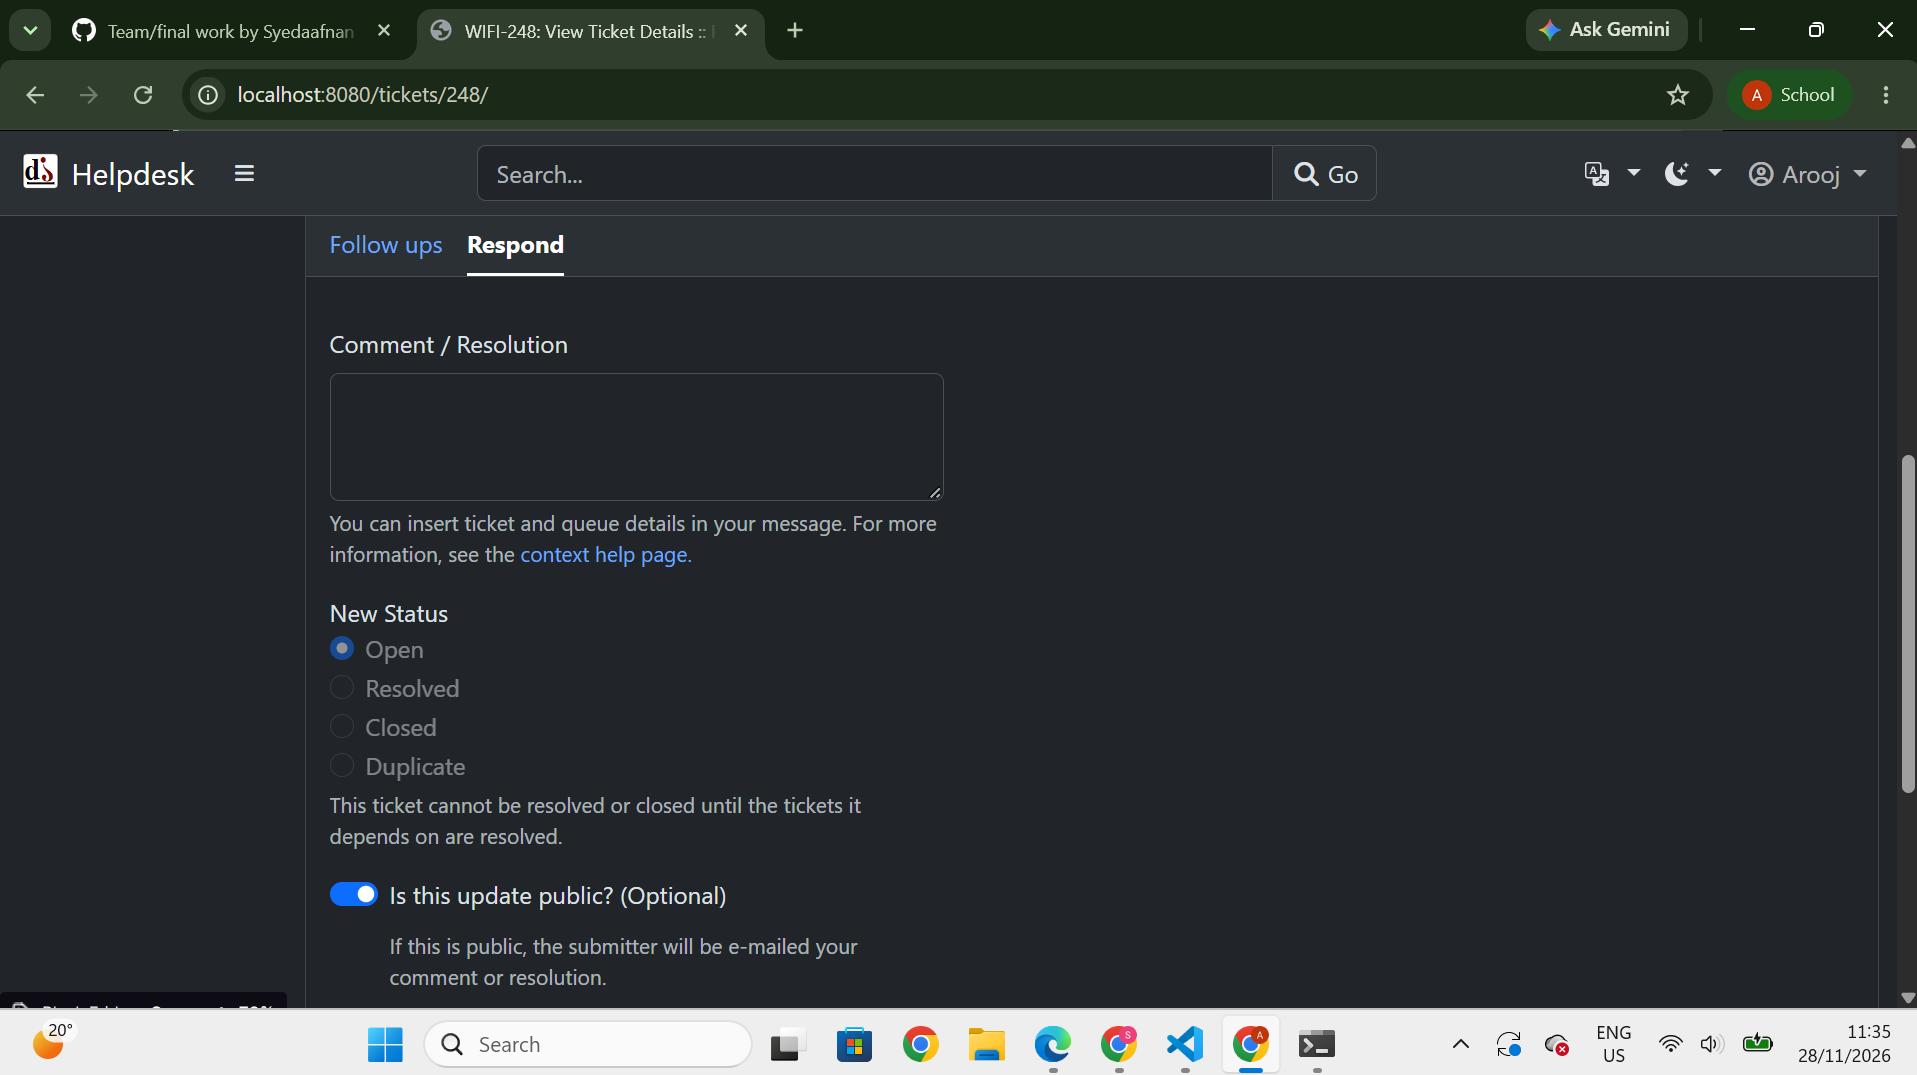 Team/final work by Syedaafnan
WIFI-248: View Ticket Details ::
Ask Gemini
localhost:8080/tickets/248/
A
School
Helpdesk
Search...
Go
Arooj
Follow ups
Respond
Comment / Resolution
You can insert ticket and queue details in your message. For more
information, see the context help page.
New Status
Open
Resolved
Closed
Duplicate
This ticket cannot be resolved or closed until the tickets it
depends on are resolved.
Is this update public? (Optional)
If this is public, the submitter will be e-mailed your
comment or resolution.
20°
Search
ENG
US
11:35
28/11/2026